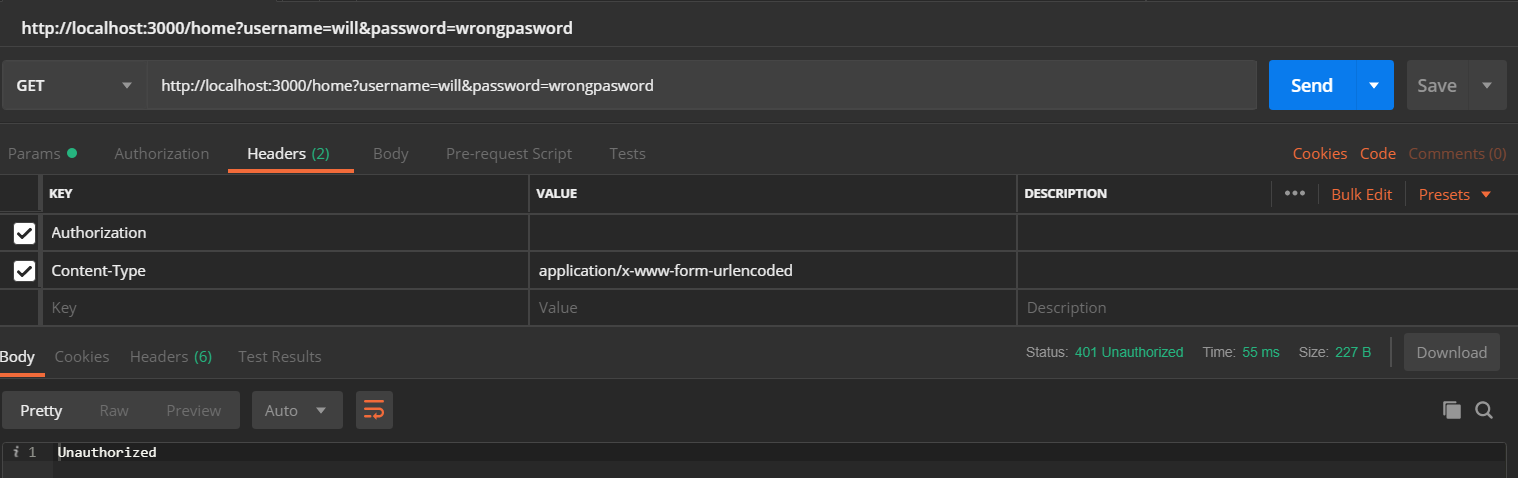 http://localhost:3000/home?username=will&password=wrongpasword
GET http://localhost:3000/home?username=will&password=wrongpasword Send Save
Params Authorization Headers (2) Body Pre-request Script Tests Cookies Code Comments (0)
KEY VALUE DESCRIPTION ••• Bulk Edit Presets
Authorization
Content-Type application/x-www-form-urlencoded
Key Value Description
Body Cookies Headers (6) Test Results Status: 401 Unauthorized Time: 55 ms Size: 227 B Download
Pretty Raw Preview Auto
i 1 Unauthorized